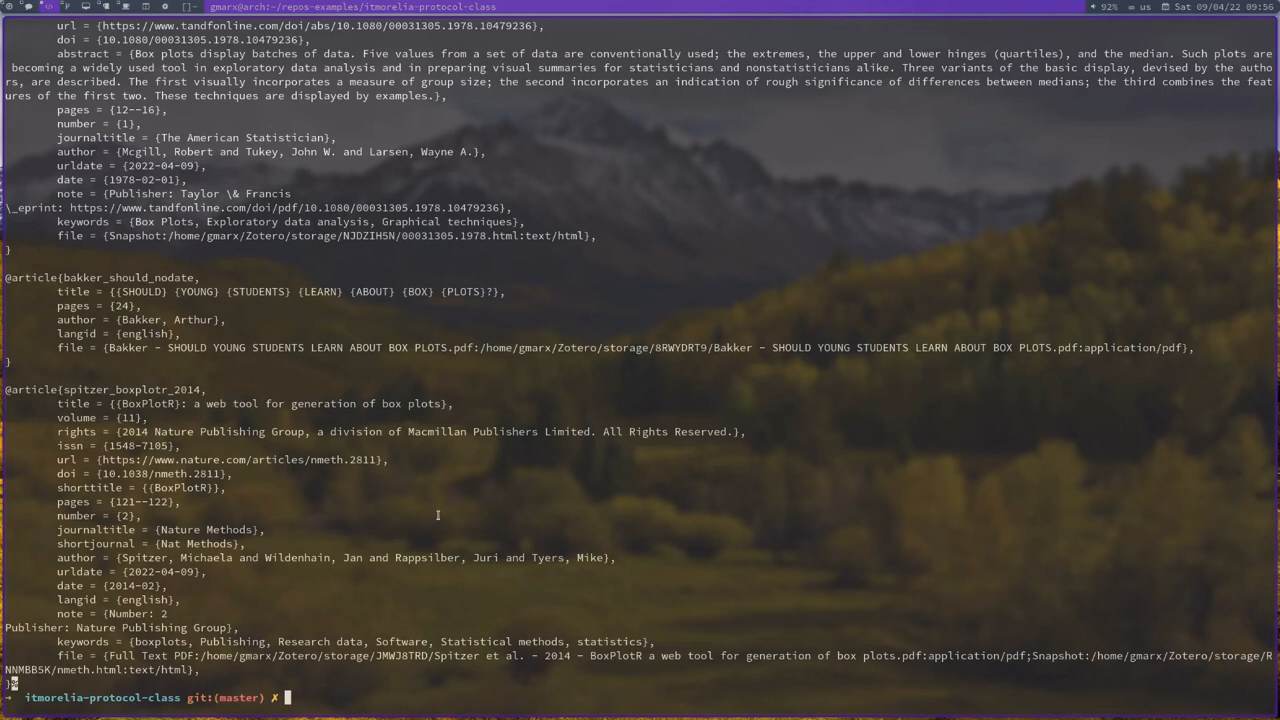 []- gmarx@arch:~/repos-examples/itmorelia-protocol-class 92% us Sat 09/04/22 09:56
url = {https://www.tandfonline.com/doi/abs/10.1080/00031305.1978.10479236},
doi = {10.1080/00031305.1978.10479236},
abstract = {Box plots display batches of data. Five values from a set of data are conventionally used; the extremes, the upper and lower hinges (quartiles), and the median. Such plots are
becoming a widely used tool in exploratory data analysis and in preparing visual summaries for statisticians and nonstatisticians alike. Three variants of the basic display, devised by the autho
rs, are described. The first visually incorporates a measure of group size; the second incorporates an indication of rough significance of differences between medians; the third combines the feat
ures of the first two. These techniques are displayed by examples.},
pages = {12--16},
number = {1},
journaltitle = {The American Statistician},
author = {Mcgill, Robert and Tukey, John W. and Larsen, Wayne A.},
urldate = {2022-04-09},
date = {1978-02-01},
note = {Publisher: Taylor \& Francis
\_eprint: https://www.tandfonline.com/doi/pdf/10.1080/00031305.1978.10479236},
keywords = {Box Plots, Exploratory data analysis, Graphical techniques},
file = {Snapshot:/home/gmarx/Zotero/storage/NJDZIH5N/00031305.1978.html:text/html},
}
@article{bakker_should_nodate,
title = {{SHOULD} {YOUNG} {STUDENTS} {LEARN} {ABOUT} {BOX} {PLOTS}?},
pages = {24},
author = {Bakker, Arthur},
langid = {english},
file = {Bakker - SHOULD YOUNG STUDENTS LEARN ABOUT BOX PLOTS.pdf:/home/gmarx/Zotero/storage/8RWYDRT9/Bakker - SHOULD YOUNG STUDENTS LEARN ABOUT BOX PLOTS.pdf:application/pdf},
}
@article{spitzer_boxplotr_2014,
title = {{BoxPlotR}: a web tool for generation of box plots},
volume = {11},
rights = {2014 Nature Publishing Group, a division of Macmillan Publishers Limited. All Rights Reserved.},
issn = {1548-7105},
url = {https://www.nature.com/articles/nmeth.2811},
doi = {10.1038/nmeth.2811},
shorttitle = {{BoxPlotR}},
pages = {121--122},
number = {2},
journaltitle = {Nature Methods},
shortjournal = {Nat Methods},
author = {Spitzer, Michaela and Wildenhain, Jan and Rappsilber, Juri and Tyers, Mike},
urldate = {2022-04-09},
date = {2014-02},
langid = {english},
note = {Number: 2
Publisher: Nature Publishing Group},
keywords = {boxplots, Publishing, Research data, Software, Statistical methods, statistics},
file = {Full Text PDF:/home/gmarx/Zotero/storage/JMWJ8TRD/Spitzer et al. - 2014 - BoxPlotR a web tool for generation of box plots.pdf:application/pdf;Snapshot:/home/gmarx/Zotero/storage/R
NNMBB5K/nmeth.html:text/html},
}%
→ itmorelia-protocol-class git:(master) ✗